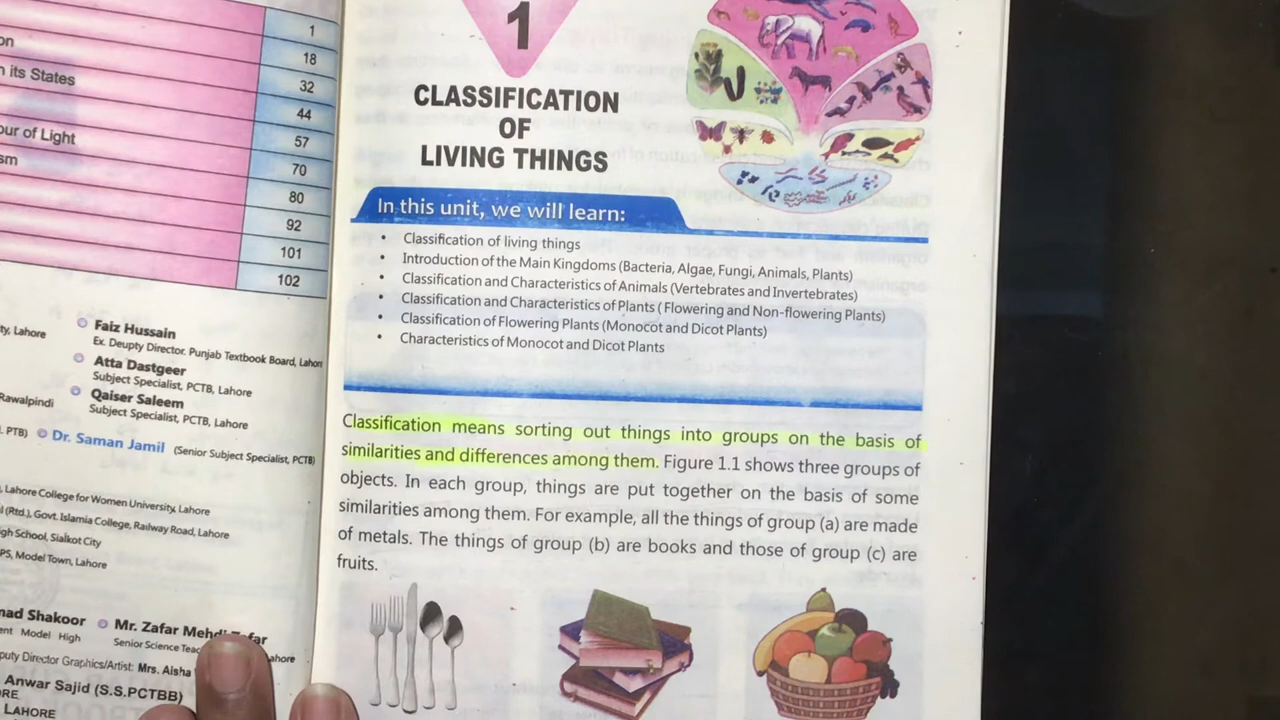 1
18
32
its States
44
our of Light
57
70
80
92
101
102
Faiz Hussain
Ex. Deupty Director. Punjab Textbook Board, Lahore
Lahore
Atta Dastgeer
Subject Specialist, PCTB, Lahore
Qaiser Saleem
Rawalpindi
Subject Specialist, PCTB, Lahore
PTB)
Dr. Saman Jamil (Senior Subject Specialist, PCTB)
, Lahore College for Women University, Lahore
(Rtd.), Govt. Islamia College, Railway Road, Lahore
High School, Sialkot City
Model Town, Lahore
Shakoor
Mr. Zafar Mehdi Zafar
Model High
Senior Science
Director Graphics/Artist: Mrs. Aisha
Anwar Sajid (S.S.PCTBB)
LAHORE
1
CLASSIFICATION
OF
LIVING THINGS
In this unit, we will learn:
• Classification of living things
• Introduction of the Main Kingdoms (Bacteria, Algae, Fungi, Animals, Plants)
• Classification and Characteristics of Animals (Vertebrates and Invertebrates)
• Classification and Characteristics of Plants ( Flowering and Non-flowering Plants)
• Classification of Flowering Plants (Monocot and Dicot Plants)
• Characteristics of Monocot and Dicot Plants
Classification means sorting out things into groups on the basis of
similarities and differences among them. Figure 1.1 shows three groups of
objects. In each group, things are put together on the basis of some
similarities among them. For example, all the things of group (a) are made
of metals. The things of group (b) are books and those of group (c) are
fruits.